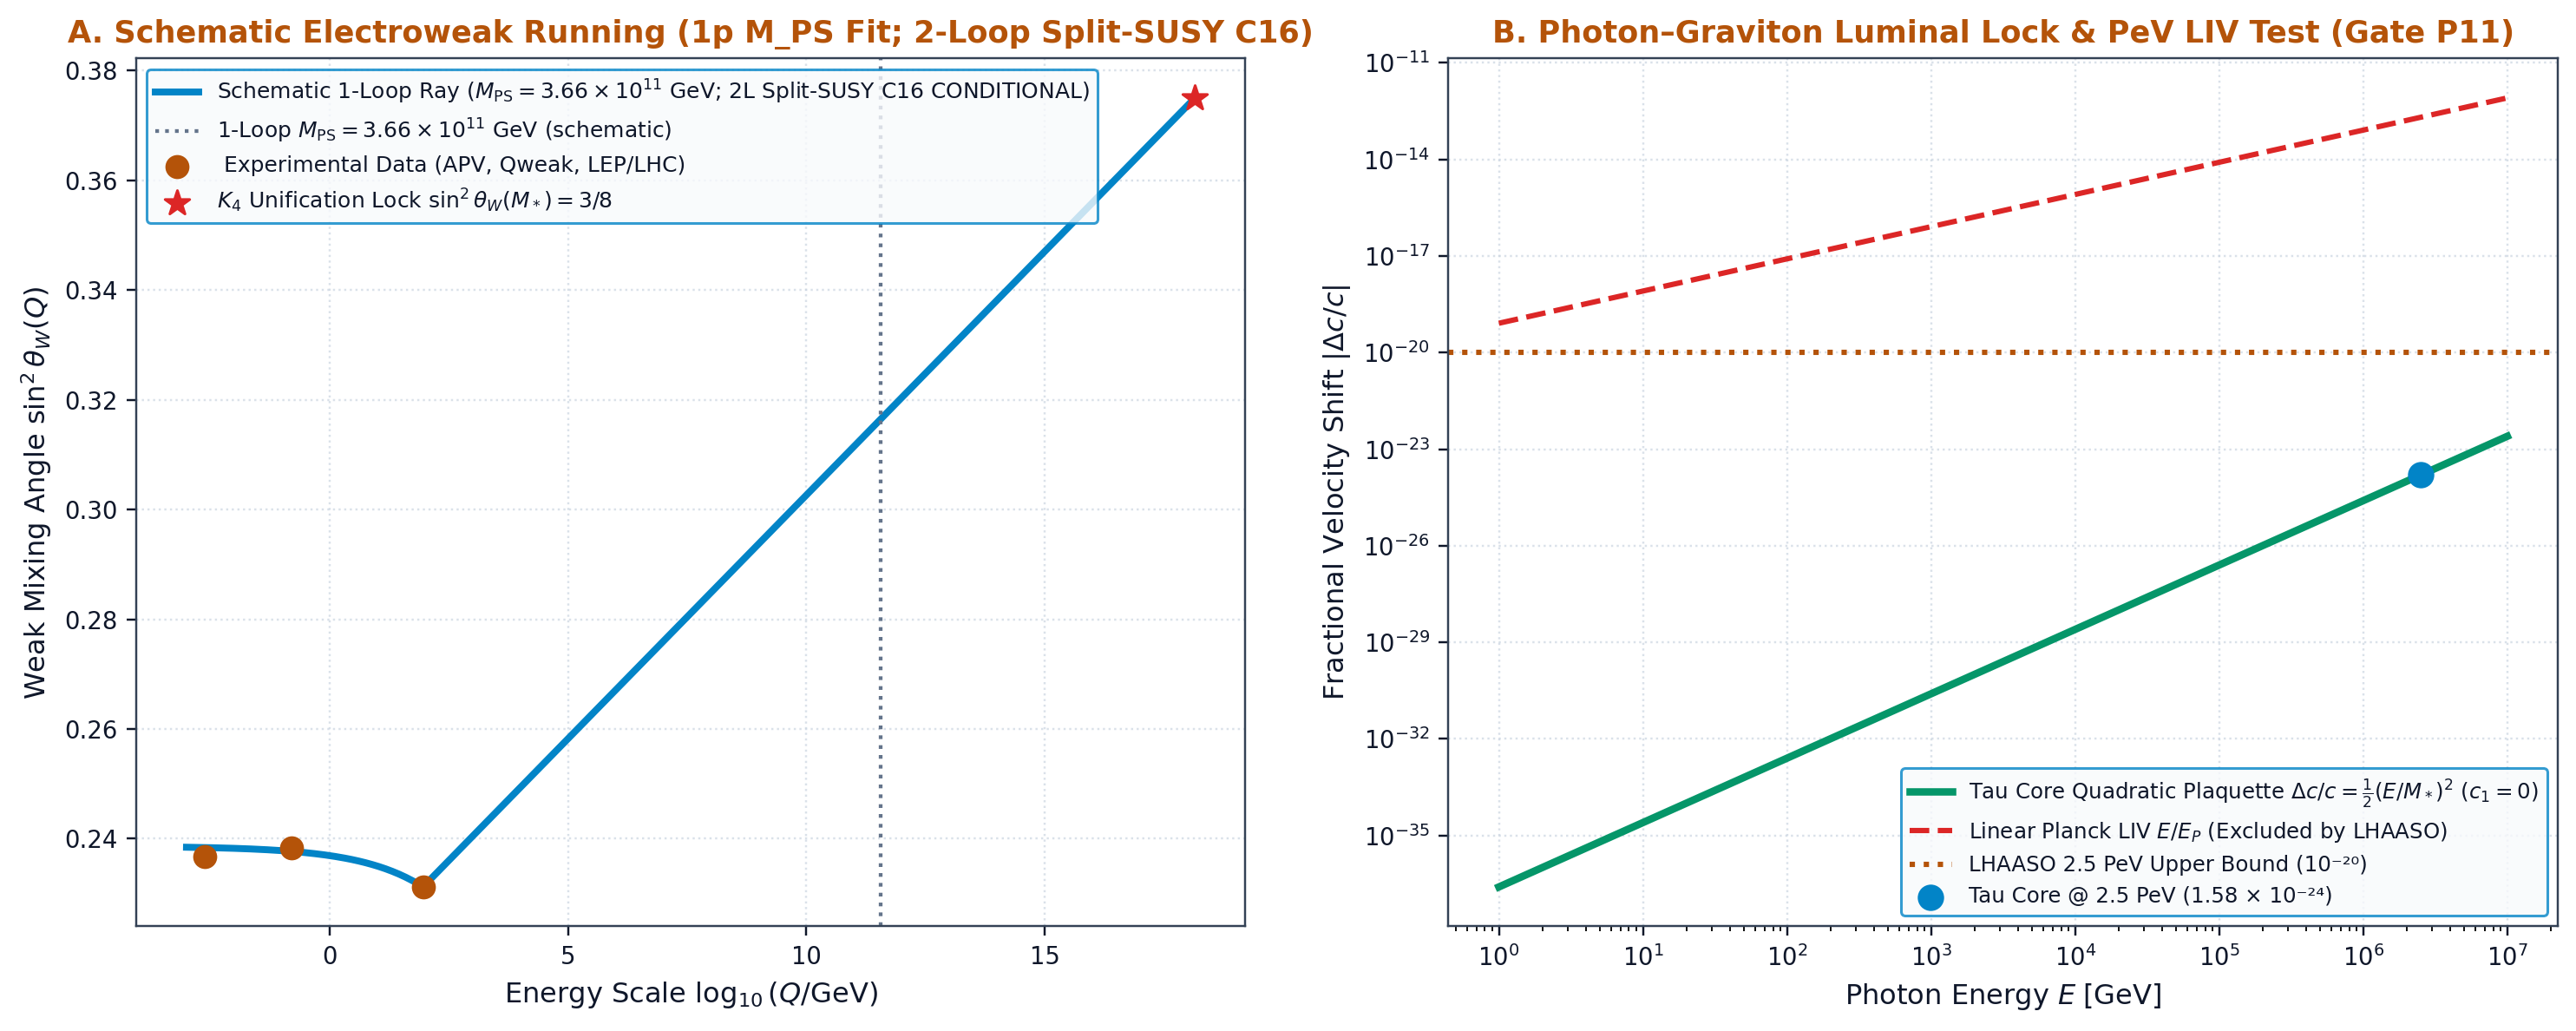 A. Schematic Electroweak Running (1p M_PS Fit; 2-Loop Split-SUSY C16)
Schematic 1-Loop Ray (M_PS = 3.66 × 10^11 GeV; 2L Split-SUSY C16 CONDITIONAL)
1-Loop M_PS = 3.66 × 10^11 GeV (schematic)
Experimental Data (APV, Qweak, LEP/LHC)
K_4 Unification Lock sin^2 θ_W(M_*) = 3/8
Weak Mixing Angle sin^2 θ_W(Q)
0.38
0.36
0.34
0.32
0.30
0.28
0.26
0.24
0 5 10 15
Energy Scale log_10 (Q/GeV)
B. Photon–Graviton Luminal Lock & PeV LIV Test (Gate P11)
Fractional Velocity Shift |Δc/c|
10^−11
10^−14
10^−17
10^−20
10^−23
10^−26
10^−29
10^−32
10^−35
Tau Core Quadratic Plaquette Δc/c = 1/2 (E/M_*)^2 (c_1 = 0)
Linear Planck LIV E/E_P (Excluded by LHAASO)
LHAASO 2.5 PeV Upper Bound (10⁻²⁰)
Tau Core @ 2.5 PeV (1.58 × 10⁻²⁴)
10^0 10^1 10^2 10^3 10^4 10^5 10^6 10^7
Photon Energy E [GeV]